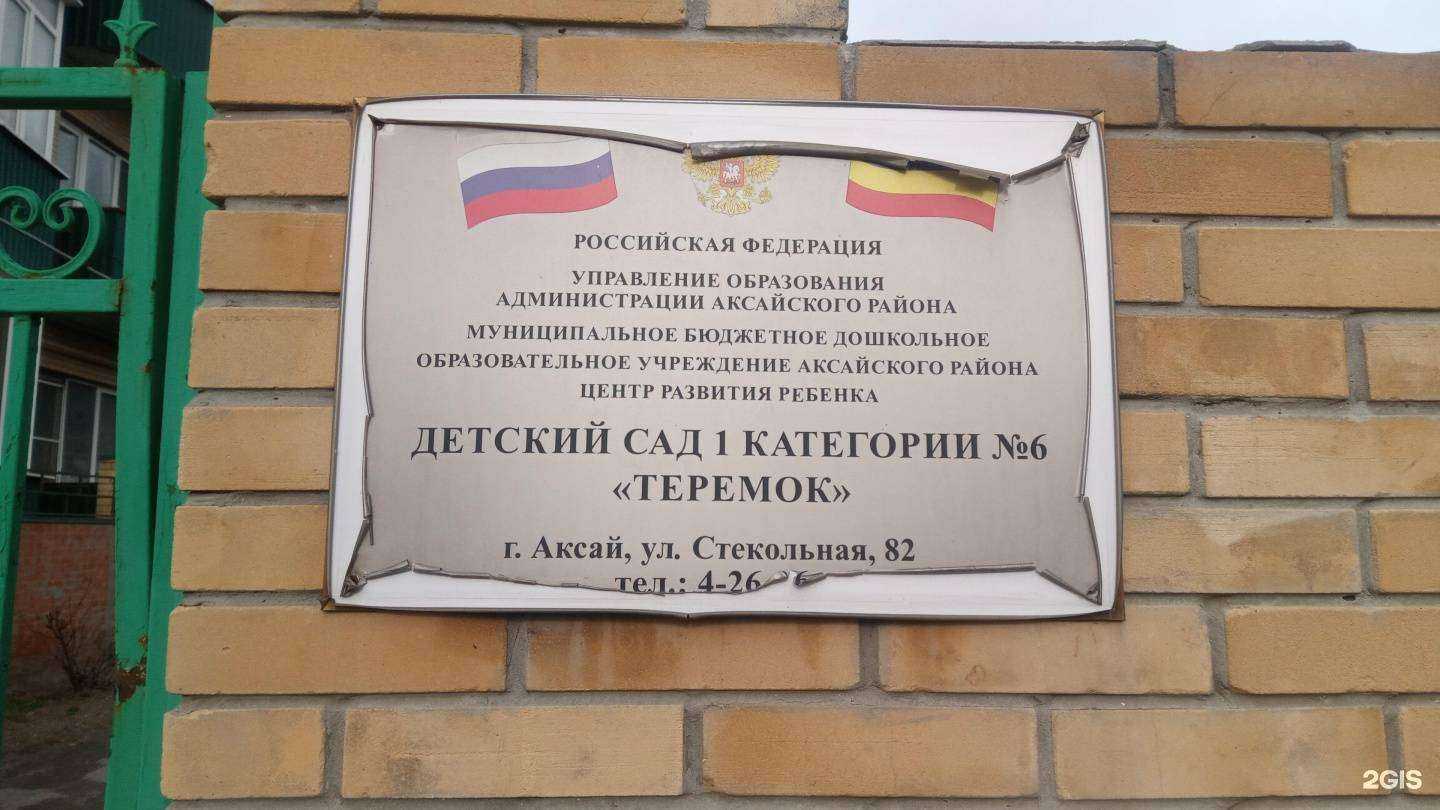 РОССИЙСКАЯ ФЕДЕРАЦИЯ
УПРАВЛЕНИЕ ОБРАЗОВАНИЯ
АДМИНИСТРАЦИИ АКСАЙСКОГО РАЙОНА
МУНИЦИПАЛЬНОЕ БЮДЖЕТНОЕ ДОШКОЛЬНОЕ
ОБРАЗОВАТЕЛЬНОЕ УЧРЕЖДЕНИЕ АКСАЙСКОГО РАЙОНА
ЦЕНТР РАЗВИТИЯ РЕБЕНКА
ДЕТСКИЙ САД 1 КАТЕГОРИИ №6
«ТЕРЕМОК»
г. Аксай, ул. Стекольная, 82
тел.:
2GIS